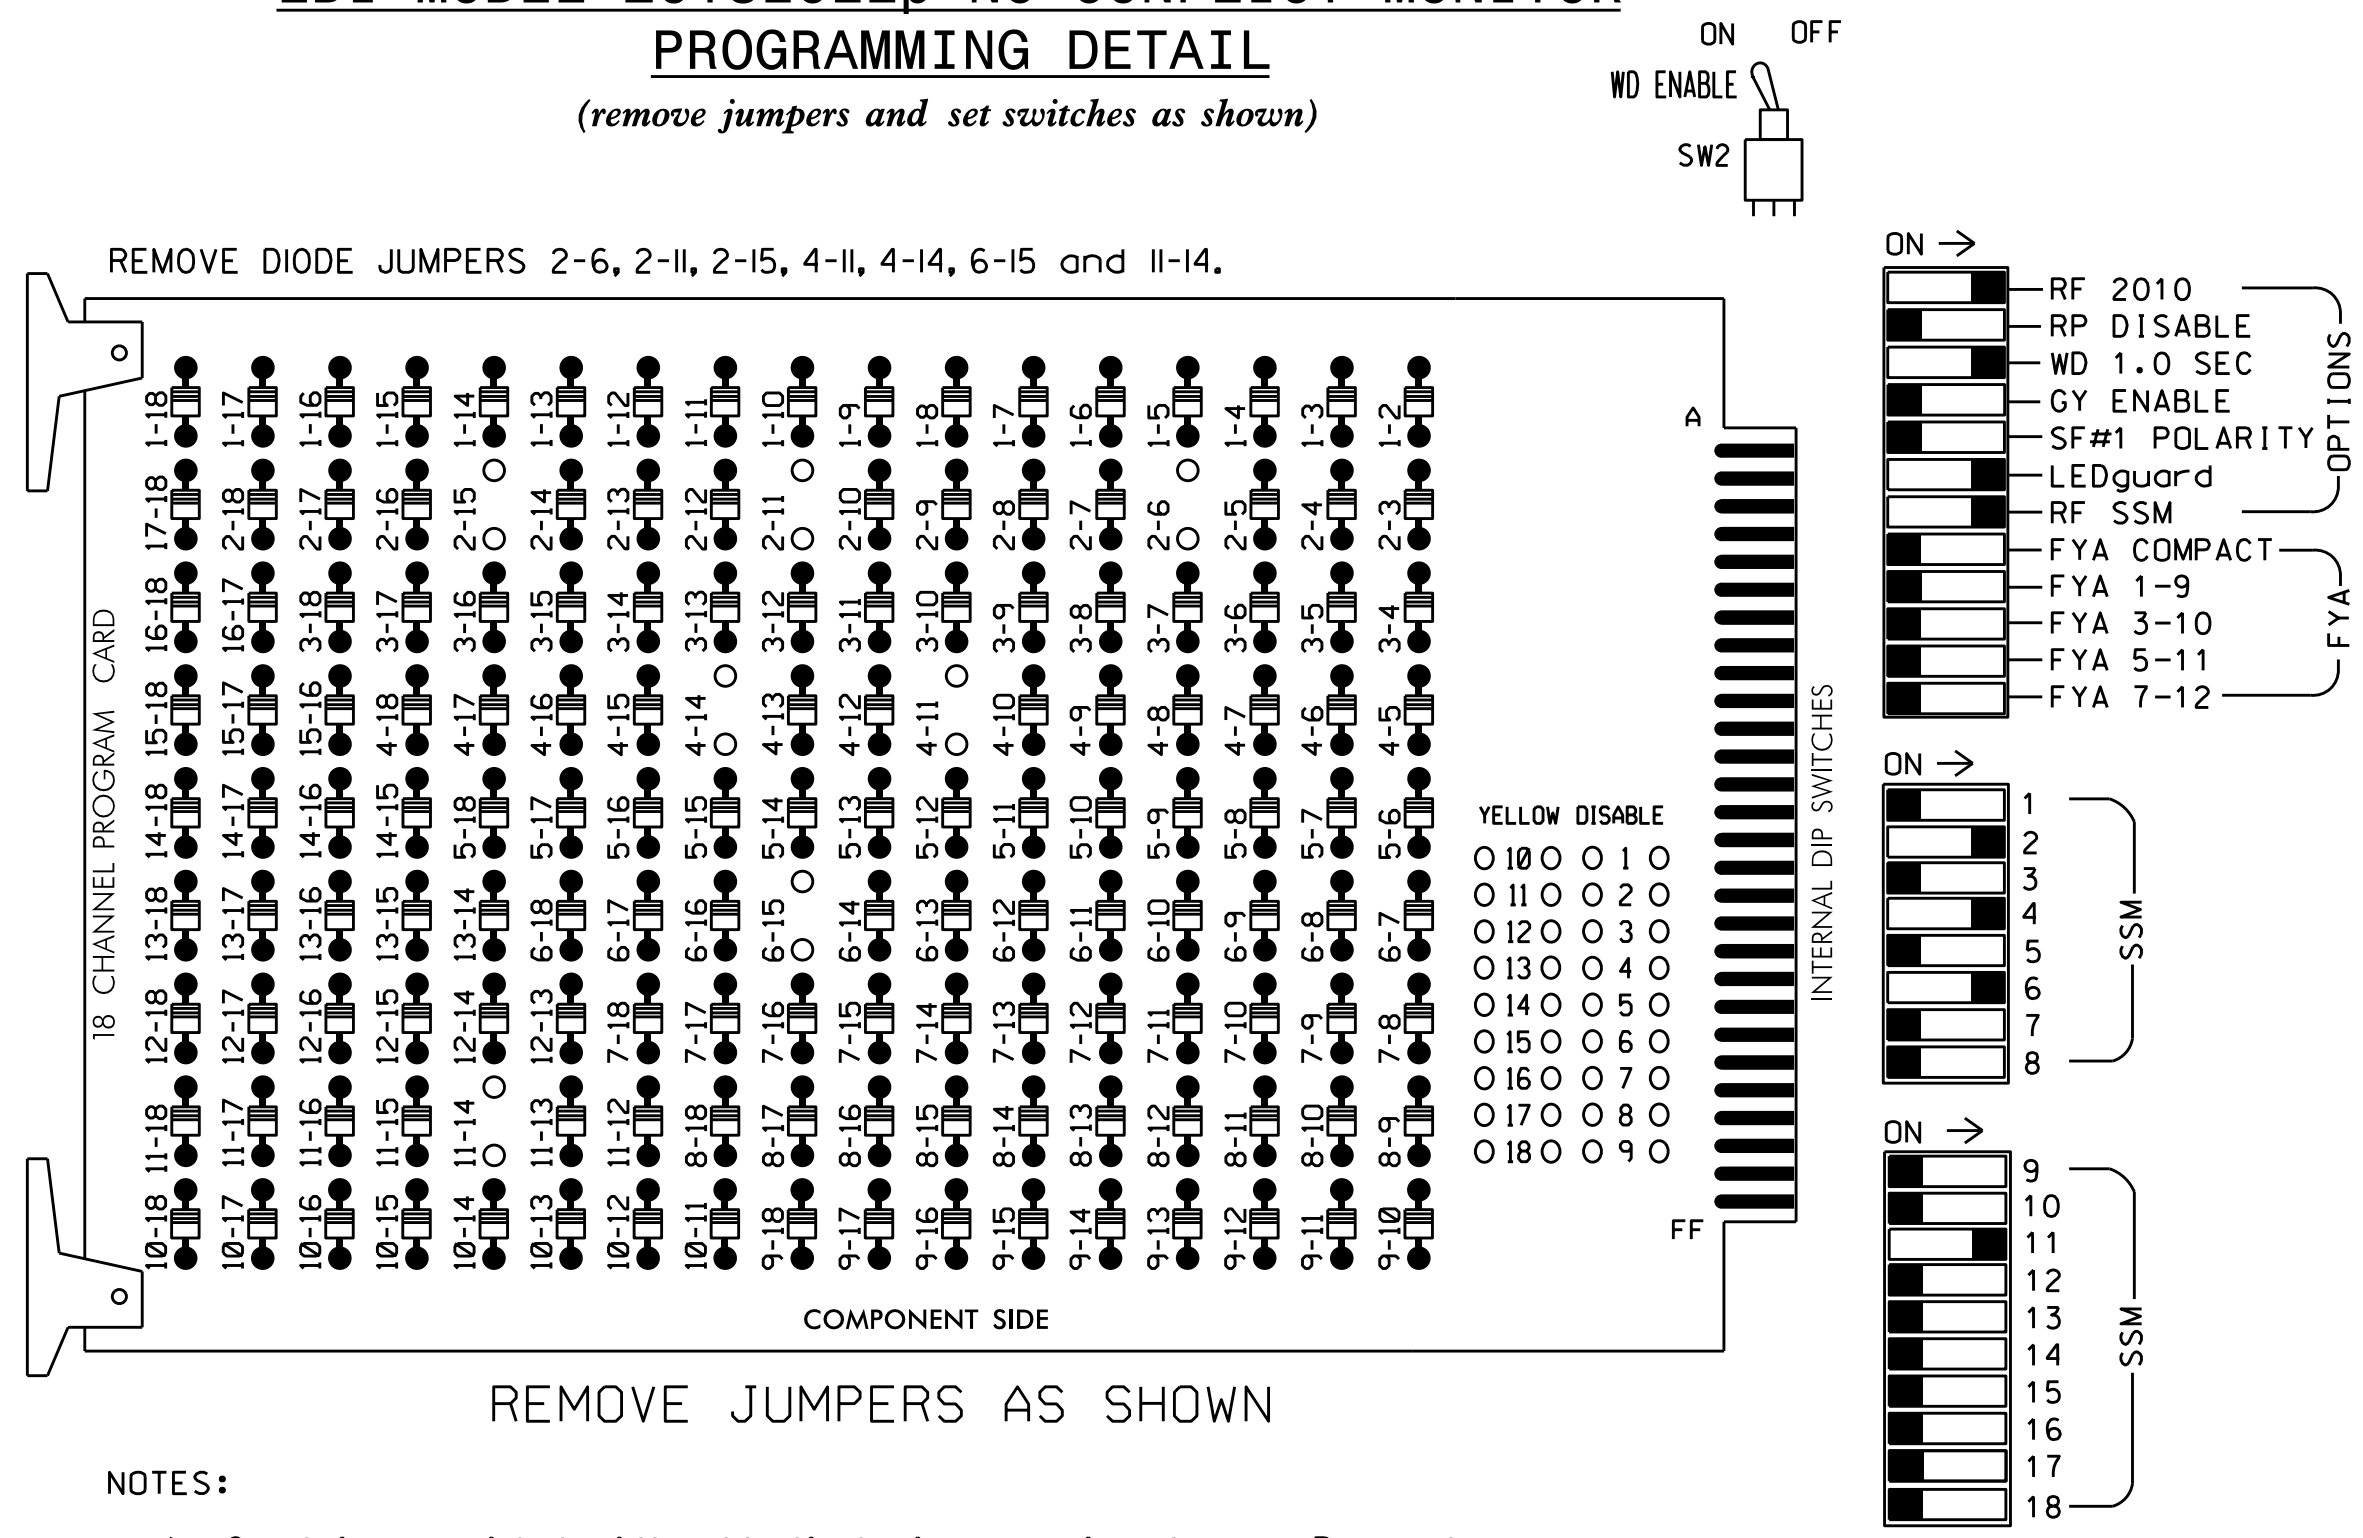 PROGRAMMING DETAIL
(remove jumpers and set switches as shown)
ON OFF
WD ENABLE
SW2
REMOVE DIODE JUMPERS 2-6, 2-11, 2-15, 4-11, 4-14, 6-15 and 11-14.
18 CHANNEL PROGRAM CARD
1-18 1-17 1-16 1-15 1-14 1-13 1-12 1-11 1-10 1-9 1-8 1-7 1-6 1-5 1-4 1-3 1-2
17-18 2-18 2-17 2-16 2-15 2-14 2-13 2-12 2-11 2-10 2-9 2-8 2-7 2-6 2-5 2-4 2-3
16-18 16-17 3-18 3-17 3-16 3-15 3-14 3-13 3-12 3-11 3-10 3-9 3-8 3-7 3-6 3-5 3-4
15-18 15-17 15-16 4-18 4-17 4-16 4-15 4-14 4-13 4-12 4-11 4-10 4-9 4-8 4-7 4-6 4-5
14-18 14-17 14-16 14-15 5-18 5-17 5-16 5-15 5-14 5-13 5-12 5-11 5-10 5-9 5-8 5-7 5-6
13-18 13-17 13-16 13-15 13-14 6-18 6-17 6-16 6-15 6-14 6-13 6-12 6-11 6-10 6-9 6-8 6-7
12-18 12-17 12-16 12-15 12-14 12-13 7-18 7-17 7-16 7-15 7-14 7-13 7-12 7-11 7-10 7-9 7-8
11-18 11-17 11-16 11-15 11-14 11-13 11-12 8-18 8-17 8-16 8-15 8-14 8-13 8-12 8-11 8-10 8-9
10-18 10-17 10-16 10-15 10-14 10-13 10-12 10-11 9-18 9-17 9-16 9-15 9-14 9-13 9-12 9-11 9-10
YELLOW DISABLE
10 1
11 2
12 3
13 4
14 5
15 6
16 7
17 8
18 9
A
FF
COMPONENT SIDE
INTERNAL DIP SWITCHES
ON
RF 2010
RP DISABLE
WD 1.0 SEC
GY ENABLE
SF#1 POLARITY
LEDguard
RF SSM
OPTIONS
FYA COMPACT
FYA 1-9
FYA 3-10
FYA 5-11
FYA 7-12
FYA
ON
1
2
3
4
5
6
7
8
SSM
ON
9
10
11
12
13
14
15
16
17
18
SSM
REMOVE JUMPERS AS SHOWN
NOTES: